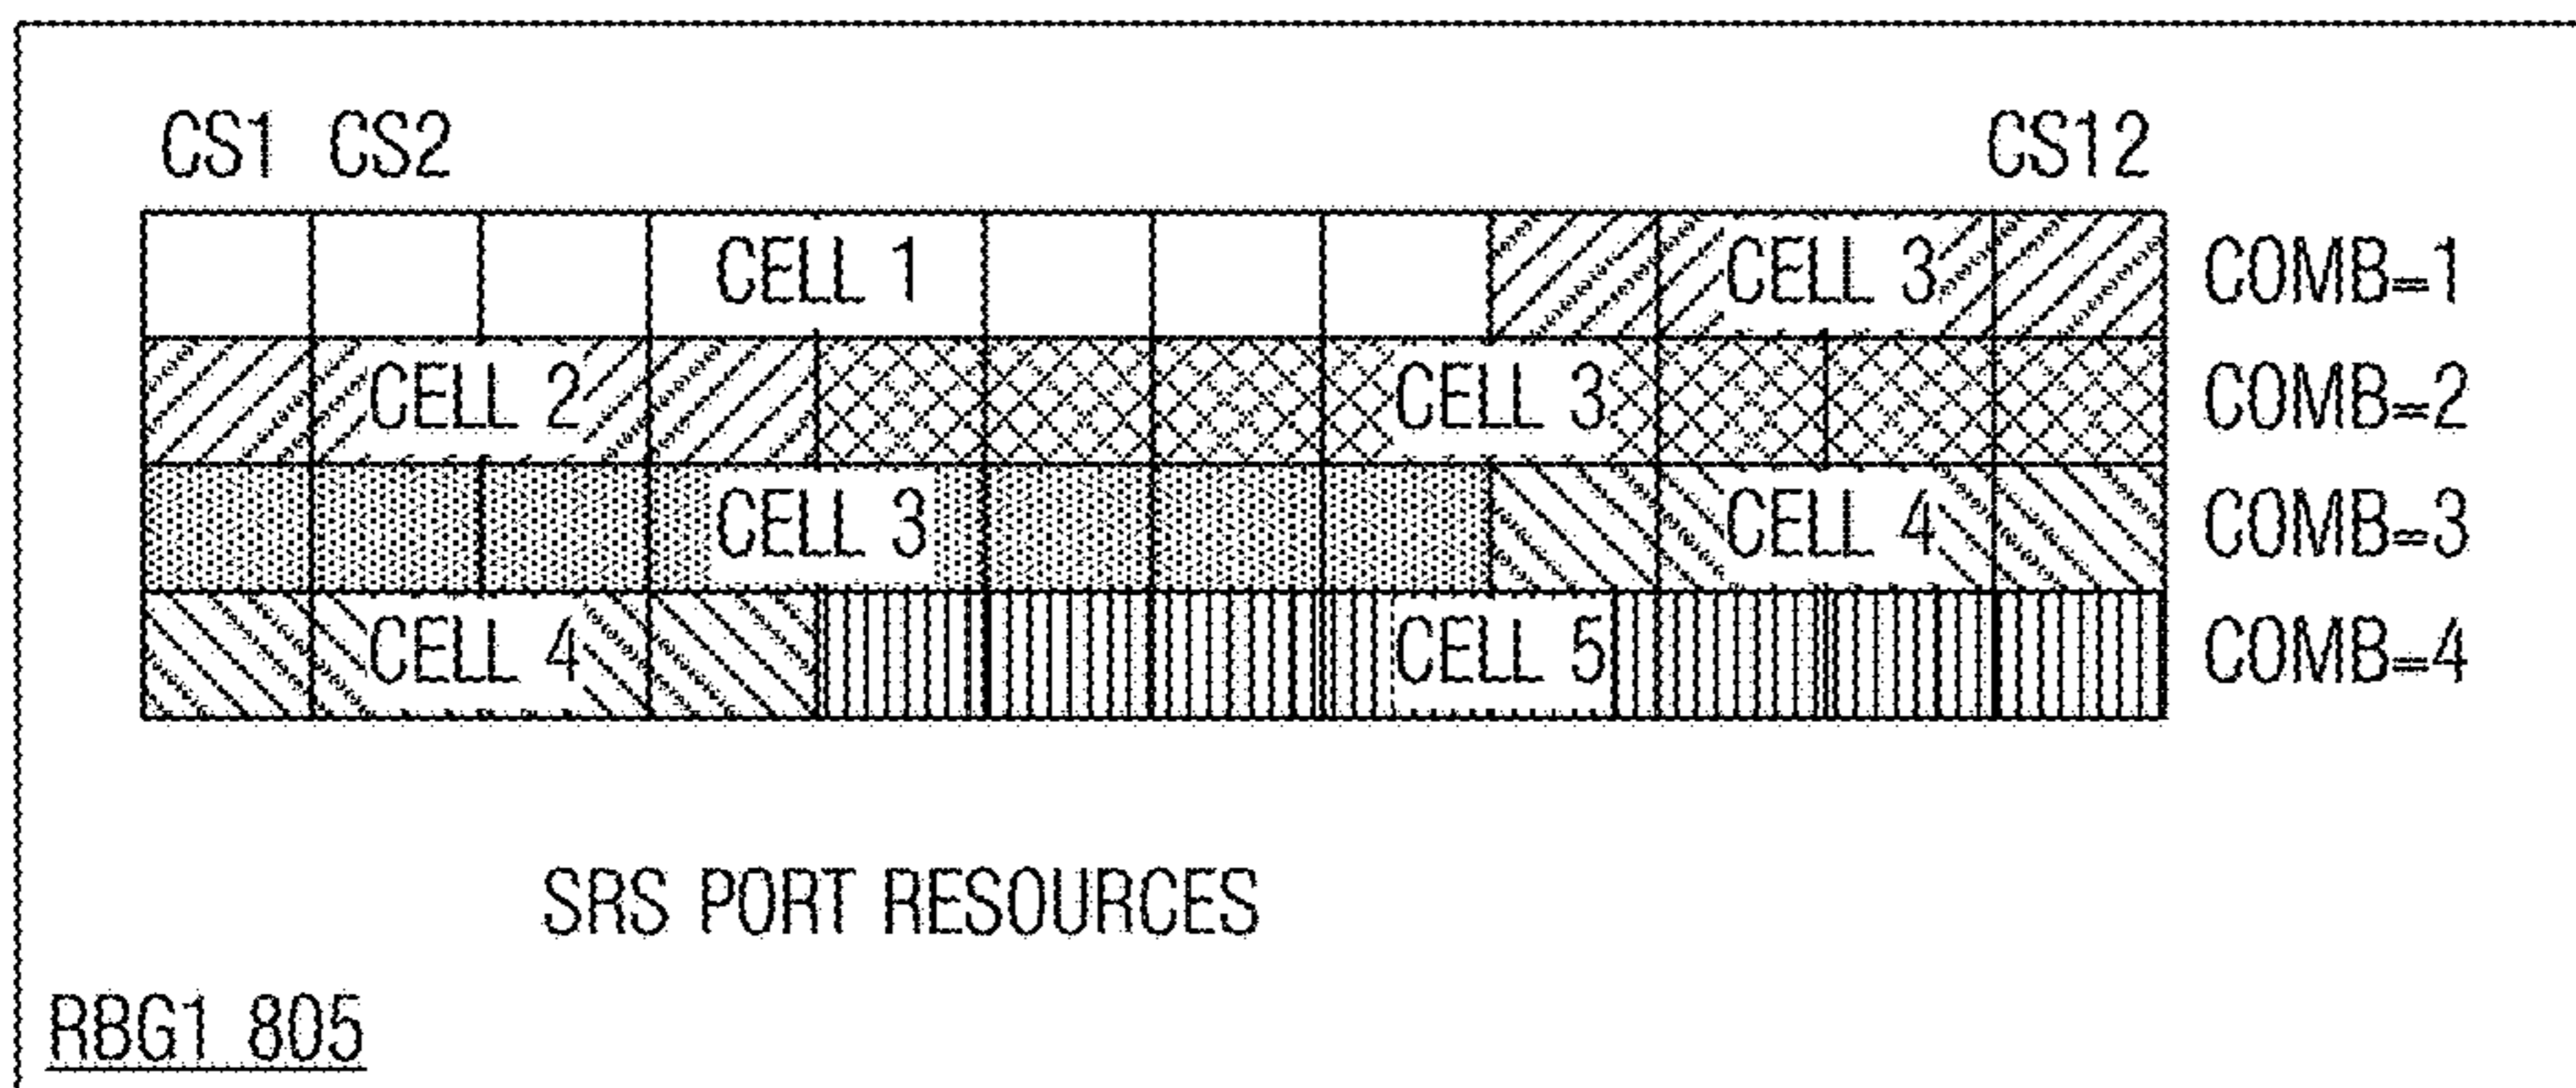 CS1 CS2 CS12
CELL 1 CELL 3 COMB=1
CELL 2 CELL 3 COMB=2
CELL 3 CELL 4 COMB=3
CELL 4 CELL 5 COMB=4
SRS PORT RESOURCES
RBG1 805